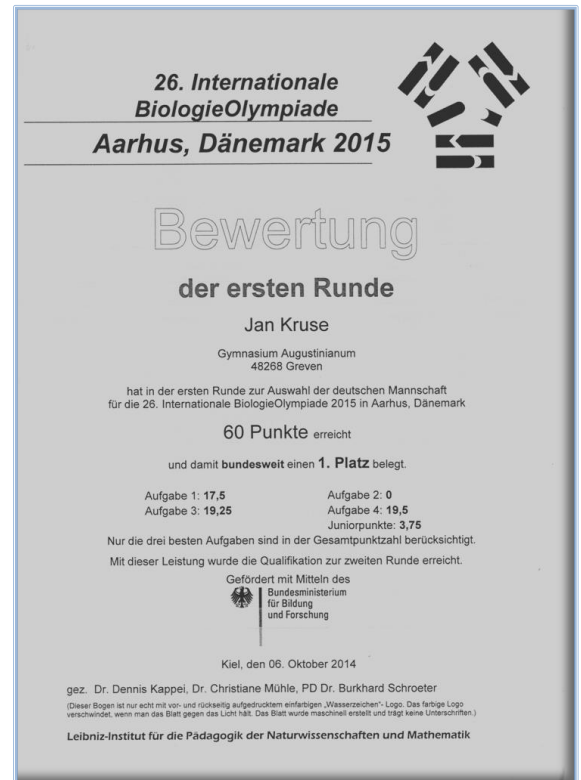 26. Internationale
BiologieOlympiade
Aarhus, Dänemark 2015
Bewertung
der ersten Runde
Jan Kruse
Gymnasium Augustinianum
48268 Greven
hat in der ersten Runde zur Auswahl der deutschen Mannschaft
für die 26. Internationale BiologieOlympiade 2015 in Aarhus, Dänemark
60 Punkte erreicht
und damit bundesweit einen 1. Platz belegt.
Aufgabe 1: 17,5 Aufgabe 2: 0
Aufgabe 3: 19,25 Aufgabe 4: 19,5
Juniorpunkte: 3,75
Nur die drei besten Aufgaben sind in der Gesamtpunktzahl berücksichtigt.
Mit dieser Leistung wurde die Qualifikation zur zweiten Runde erreicht.
Gefördert mit Mitteln des
Bundesministerium
für Bildung
und Forschung
Kiel, den 06. Oktober 2014
gez. Dr. Dennis Kappei, Dr. Christiane Mühle, PD Dr. Burkhard Schroeter
(Dieser Bogen ist nur echt mit vor- und rückseitig aufgedrucktem einfarbigen „Wasserzeichen"- Logo. Das farbige Logo
verschwindet, wenn man das Blatt gegen das Licht hält. Das Blatt wurde maschinell erstellt und trägt keine Unterschriften.)
Leibniz-Institut für die Pädagogik der Naturwissenschaften und Mathematik